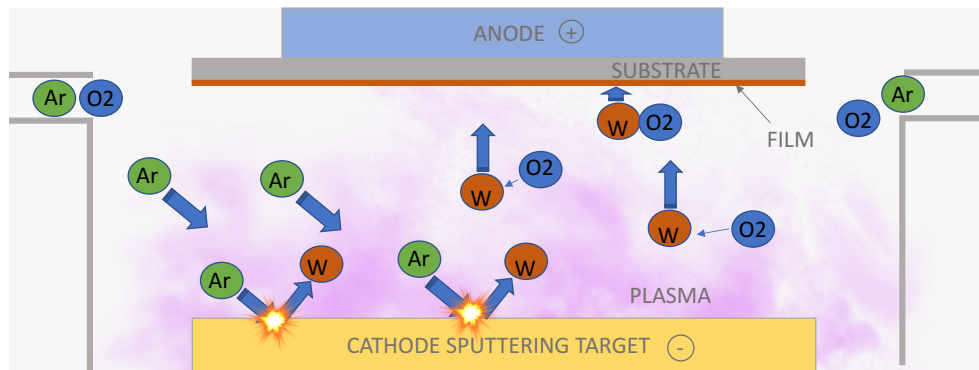 ANODE +
SUBSTRATE
Ar O2
Ar
O2
W O2
FILM
Ar
Ar
O2
W
W
O2
Ar
W
Ar
W
PLASMA
CATHODE SPUTTERING TARGET -